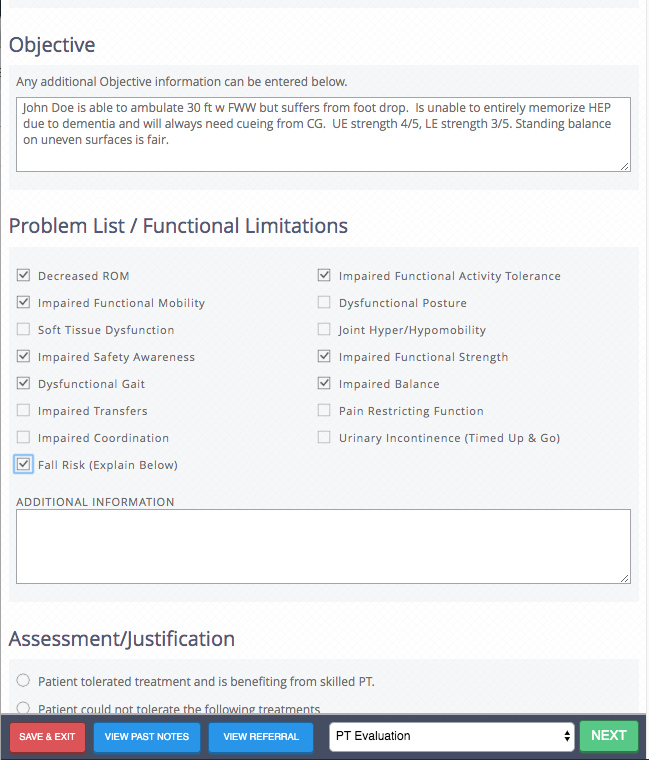 Objective
Any additional Objective information can be entered below.
John Doe is able to ambulate 30 ft w FWW but suffers from foot drop.  Is unable to entirely memorize HEP
due to dementia and will always need cueing from CG.  UE strength 4/5, LE strength 3/5. Standing balance
on uneven surfaces is fair.
Problem List / Functional Limitations
Decreased ROM
Impaired Functional Activity Tolerance
Impaired Functional Mobility
Dysfunctional Posture
Soft Tissue Dysfunction
Joint Hyper/Hypomobility
Impaired Safety Awareness
Impaired Functional Strength
Dysfunctional Gait
Impaired Balance
Impaired Transfers
Pain Restricting Function
Impaired Coordination
Urinary Incontinence (Timed Up & Go)
Fall Risk (Explain Below)
ADDITIONAL INFORMATION
Assessment/Justification
Patient tolerated treatment and is benefiting from skilled PT.
Patient could not tolerate the following treatments
SAVE & EXIT
VIEW PAST NOTES
VIEW REFERRAL
PT Evaluation
NEXT